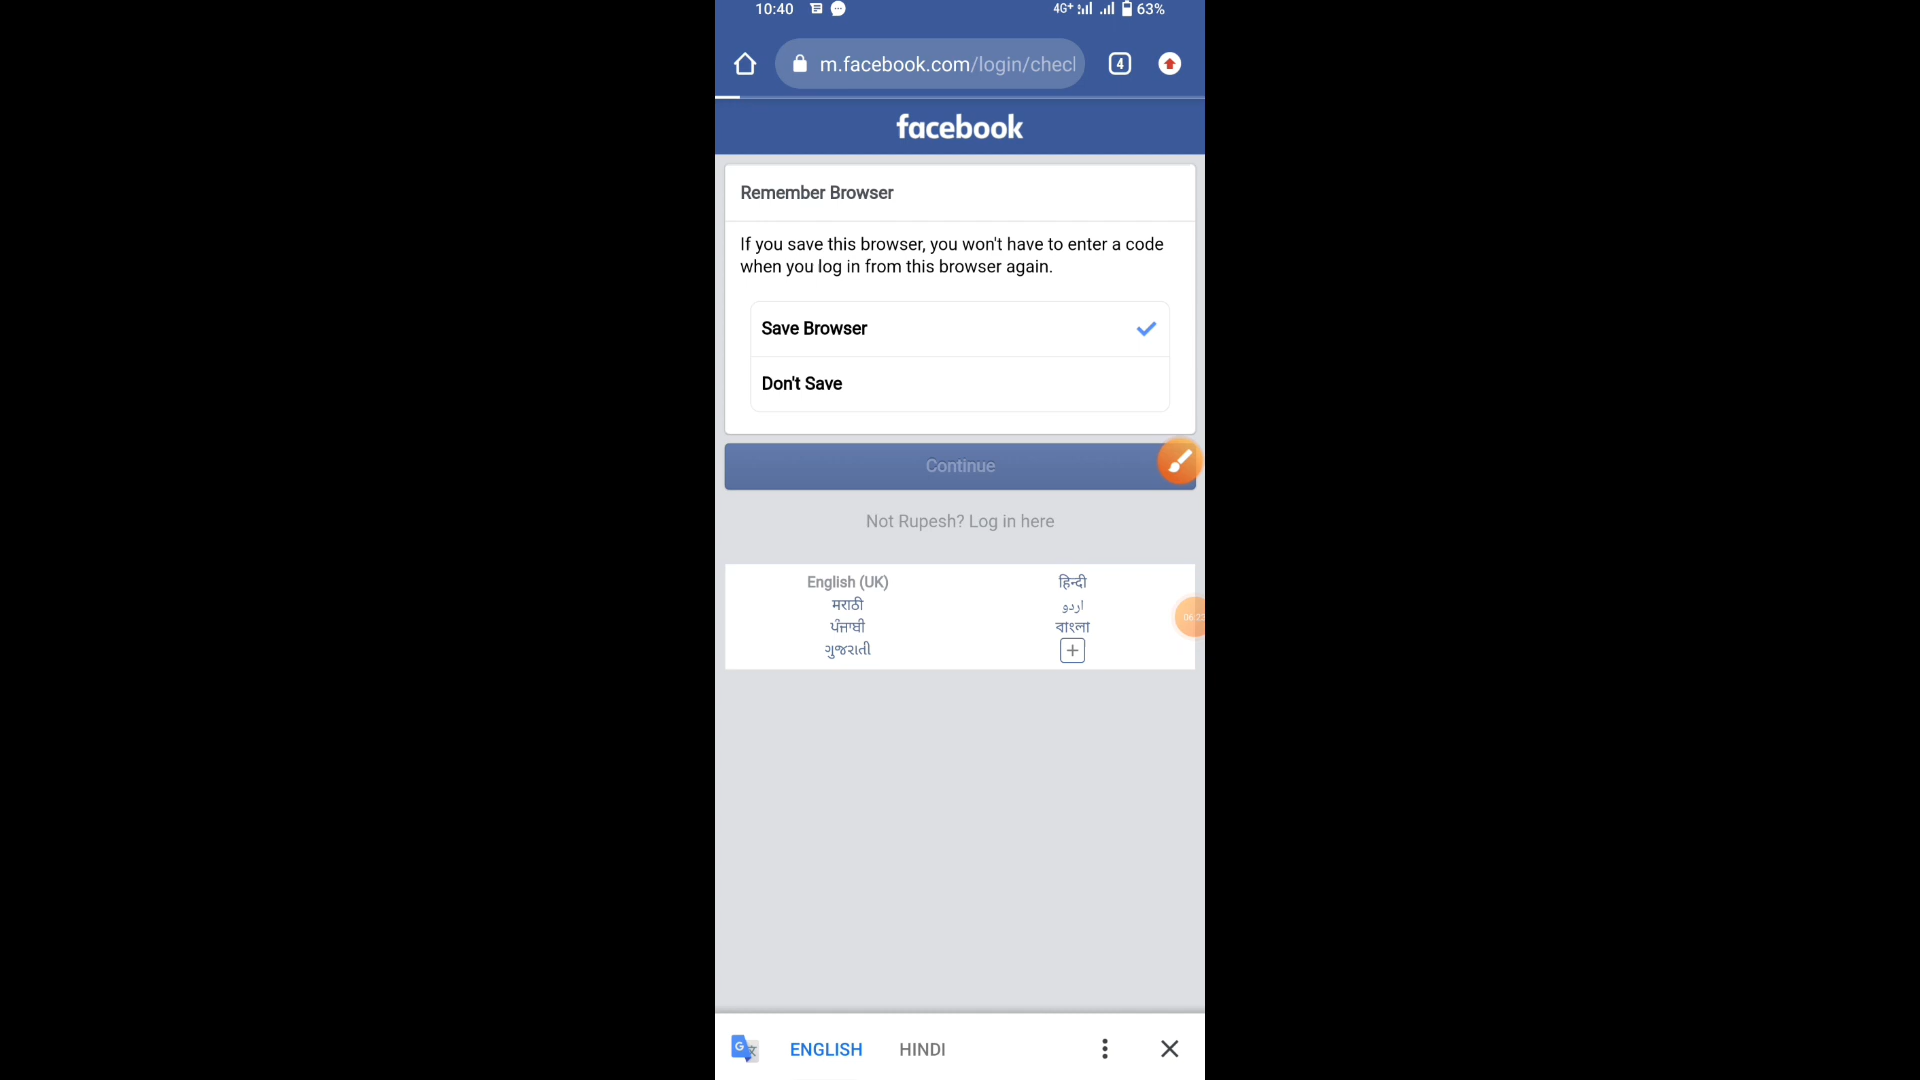 10:40
4G+ 63%
m.facebook.com/login/checl
4
facebook
Remember Browser
If you save this browser, you won't have to enter a code
when you log in from this browser again.
Save Browser
Don't Save
Continue
Not Rupesh? Log in here
English (UK)
हिन्दी
मराठी
اردو
ਪੰਜਾਬੀ
বাংলা
ગુજરાતી
+
ENGLISH
HINDI